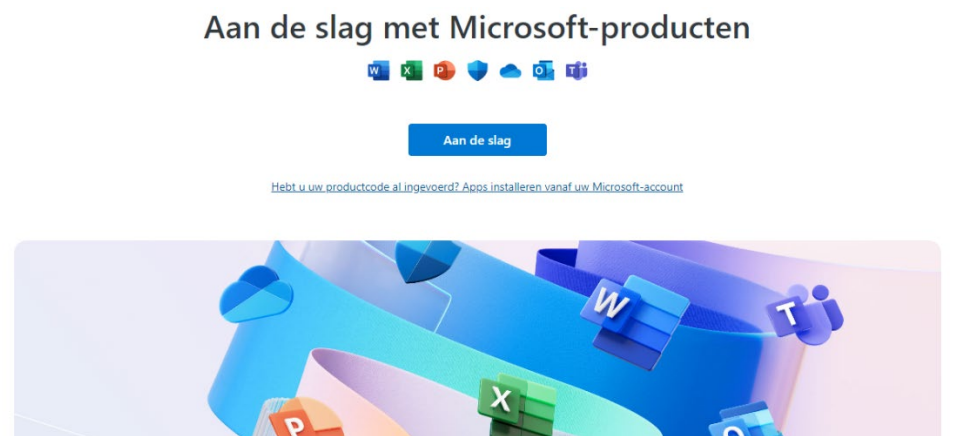 Aan de slag met Microsoft-producten
W X P O T
Aan de slag
Hebt u uw productcode al ingevoerd? Apps installeren vanaf uw Microsoft-account
W
T
X
P
O